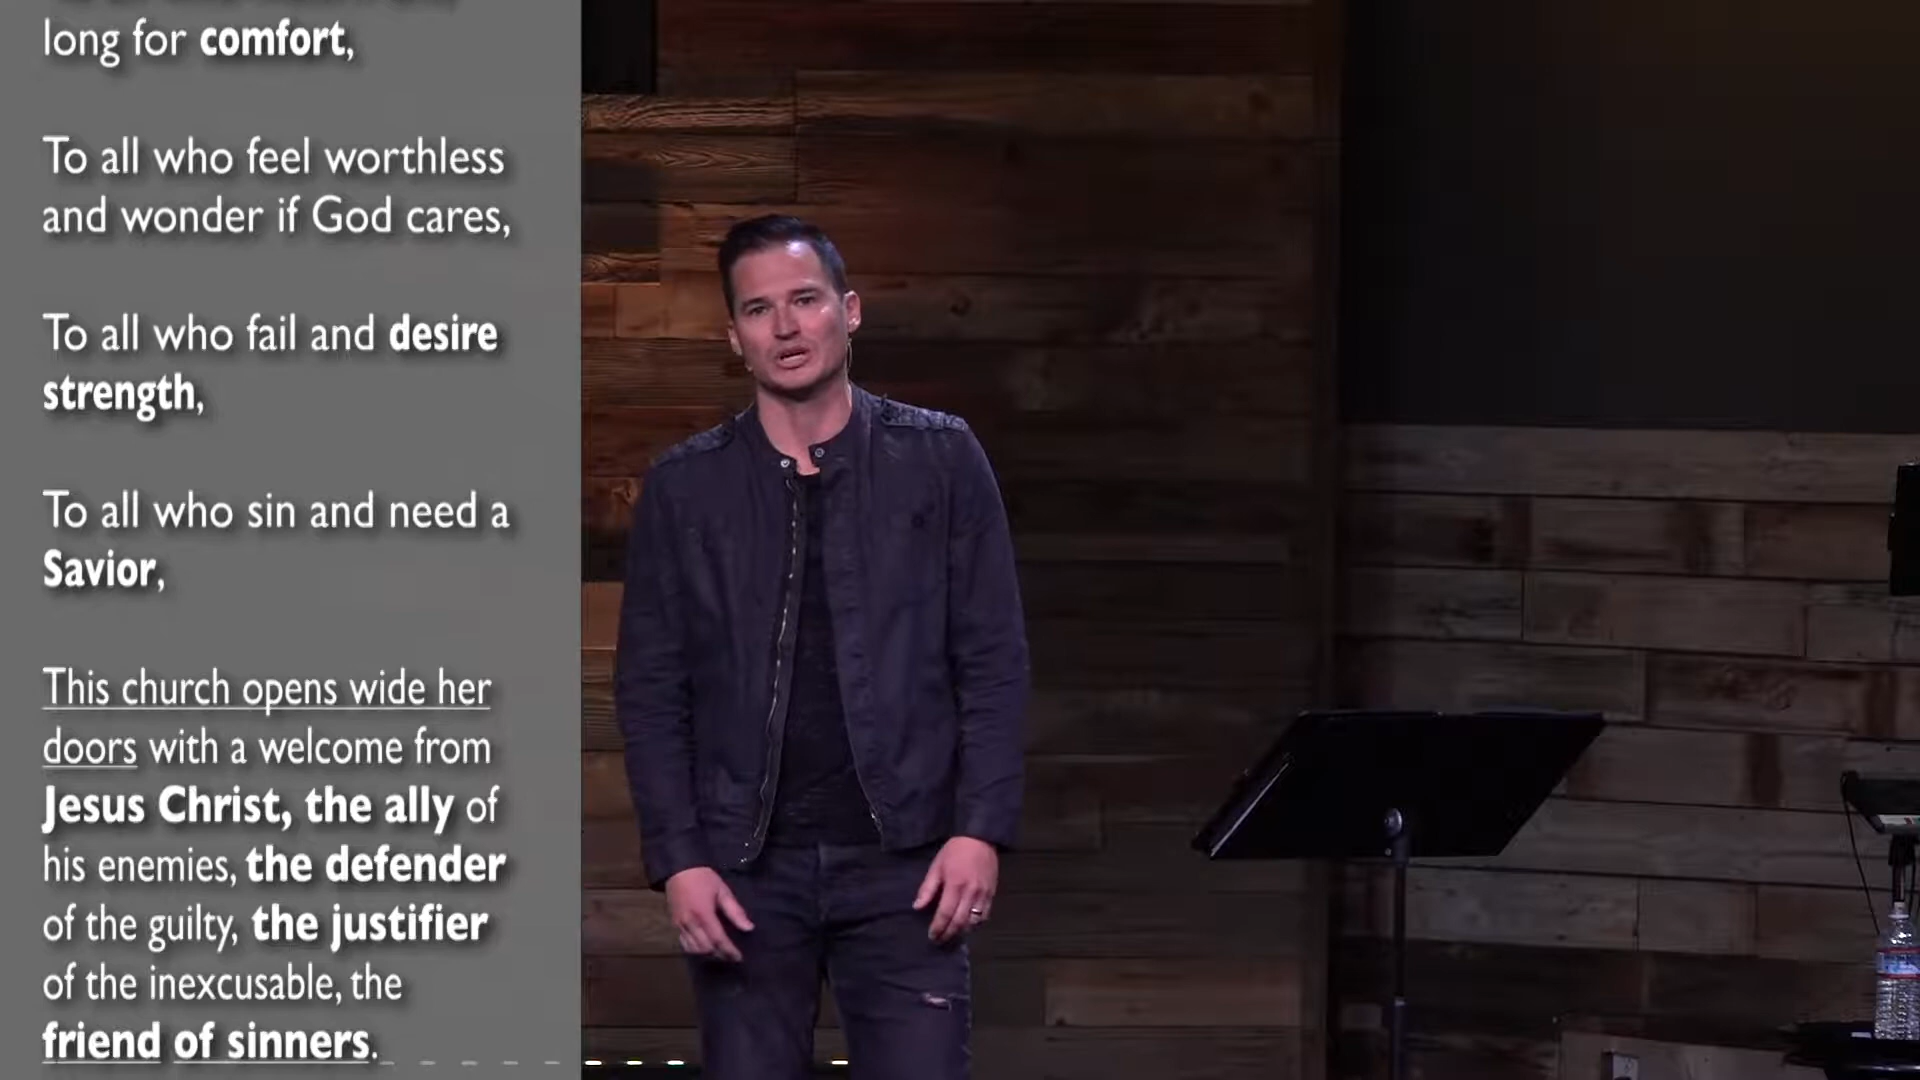 long for comfort,
To all who feel worthless
and wonder if God cares,
To all who fail and desire
strength,
To all who sin and need a
Savior,
This church opens wide her
doors with a welcome from
Jesus Christ, the ally of
his enemies, the defender
of the guilty, the justifier
of the inexcusable, the
friend of sinners.